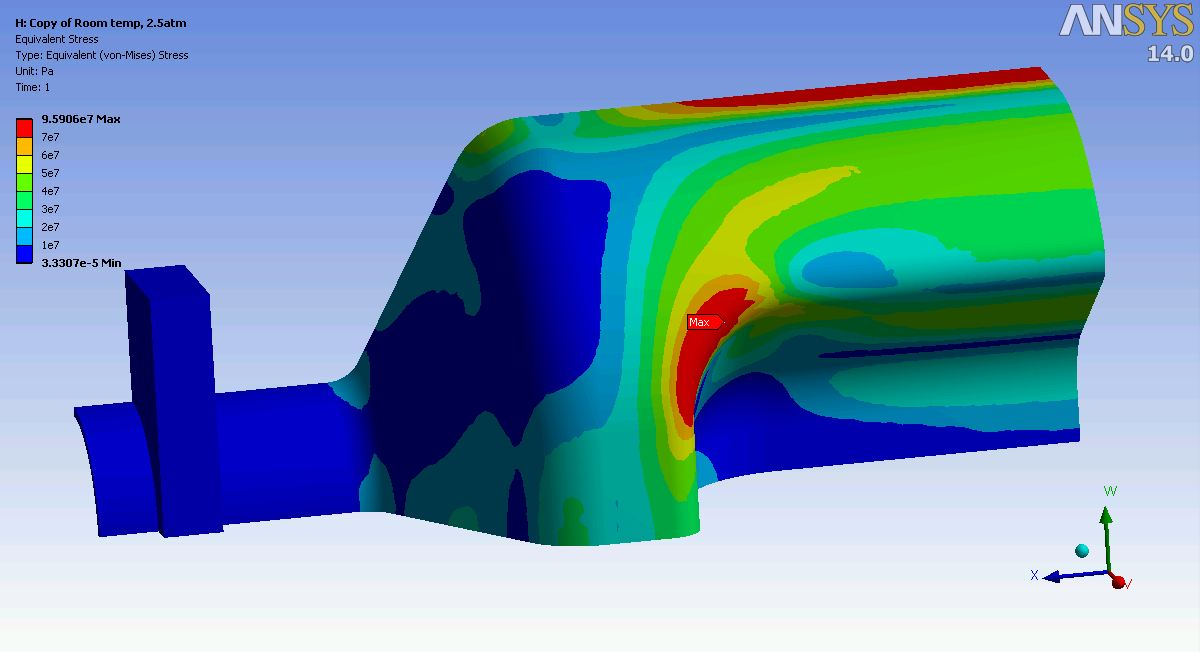 H: Copy of Room temp, 2.5atm
Equivalent Stress
Type: Equivalent (von-Mises) Stress
Unit: Pa
Time: 1
9.5906e7 Max
7e7
6e7
5e7
4e7
3e7
2e7
1e7
3.3307e-5 Min
ANSYS
14.0
Max
W
X
V